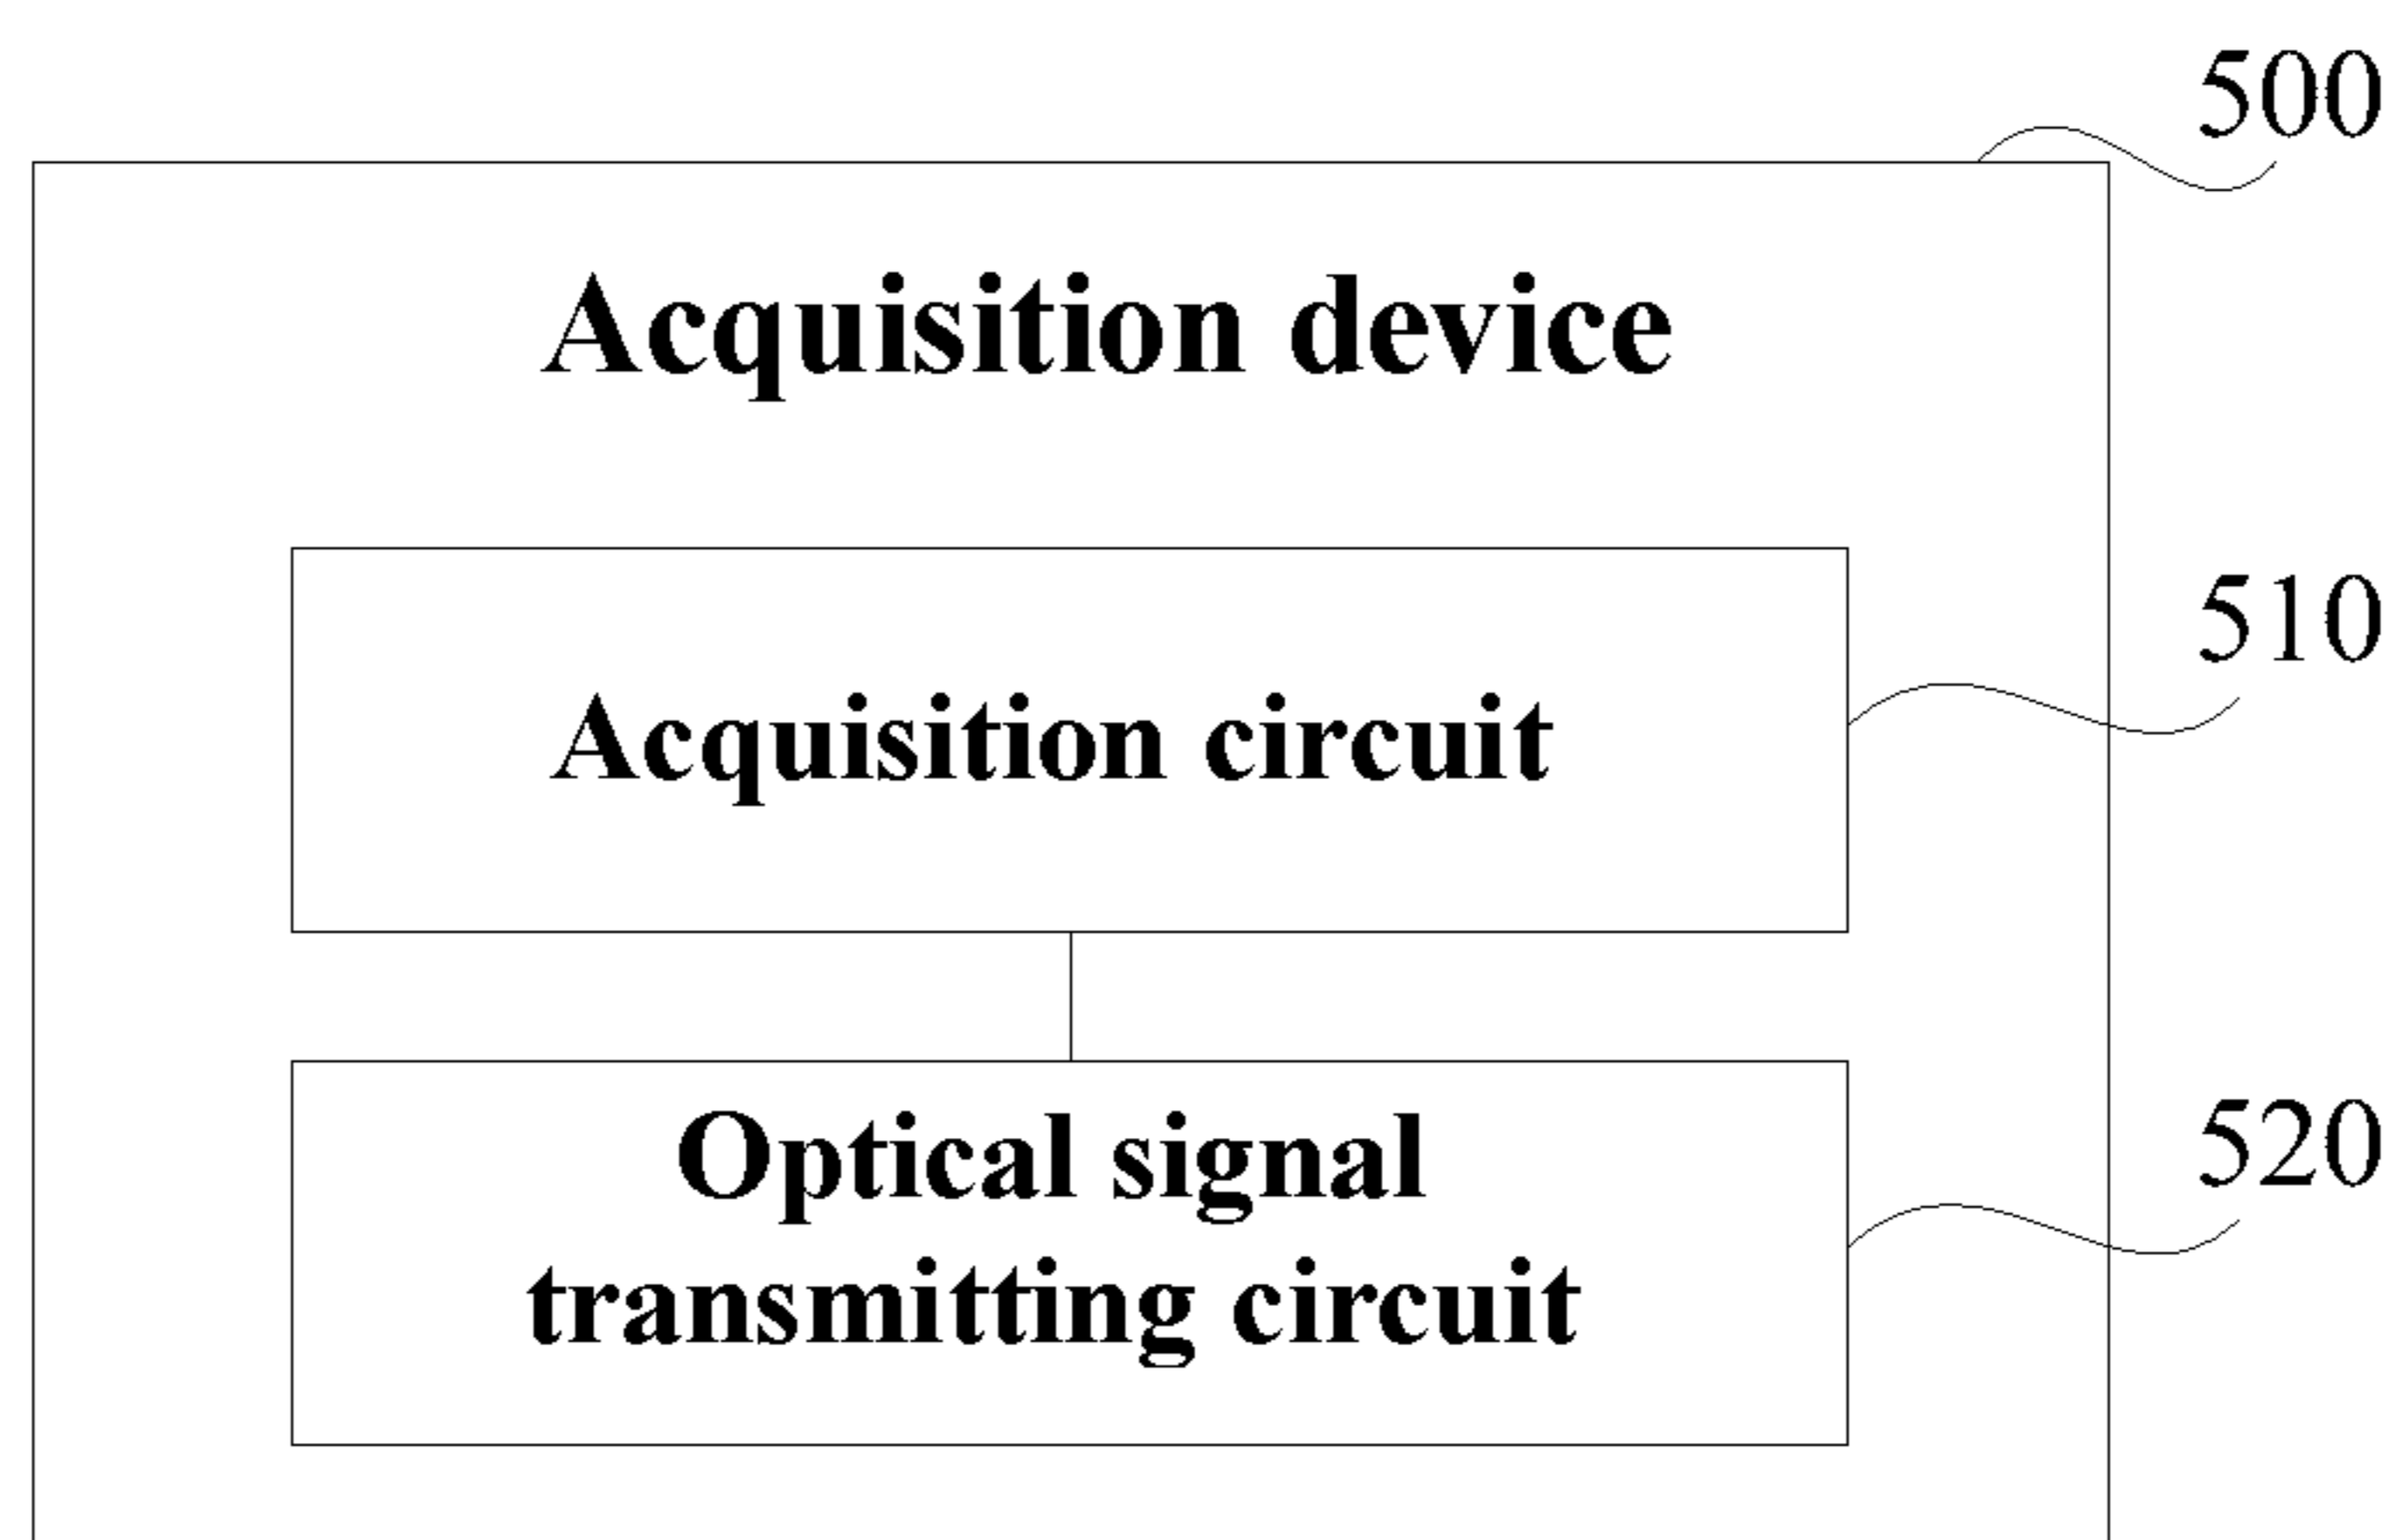 500
Acquisition device
510
Acquisition circuit
520
Optical signal
transmitting circuit